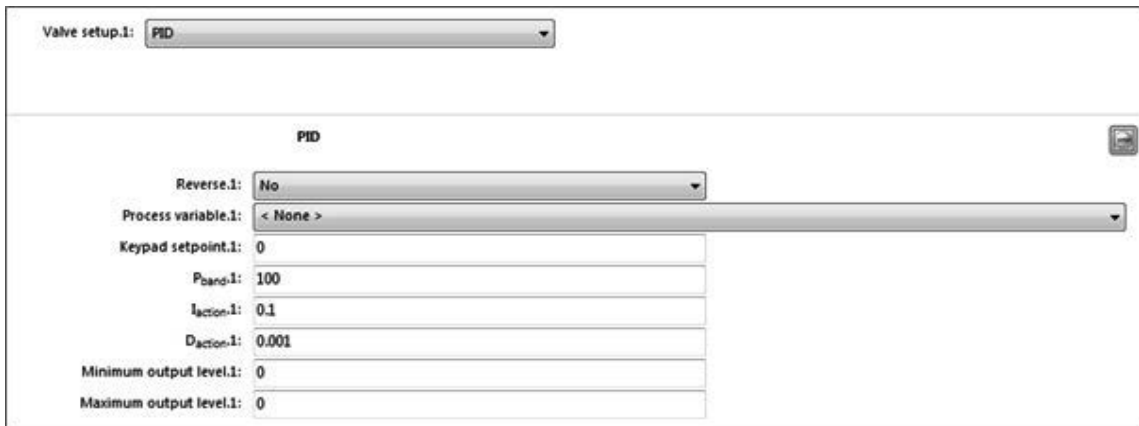 Valve setup.1: PID
PID
Reverse.1: No
Process variable.1: < None >
Keypad setpoint.1: 0
Pband.1: 100
Iaction.1: 0.1
Daction.1: 0.001
Minimum output level.1: 0
Maximum output level.1: 0